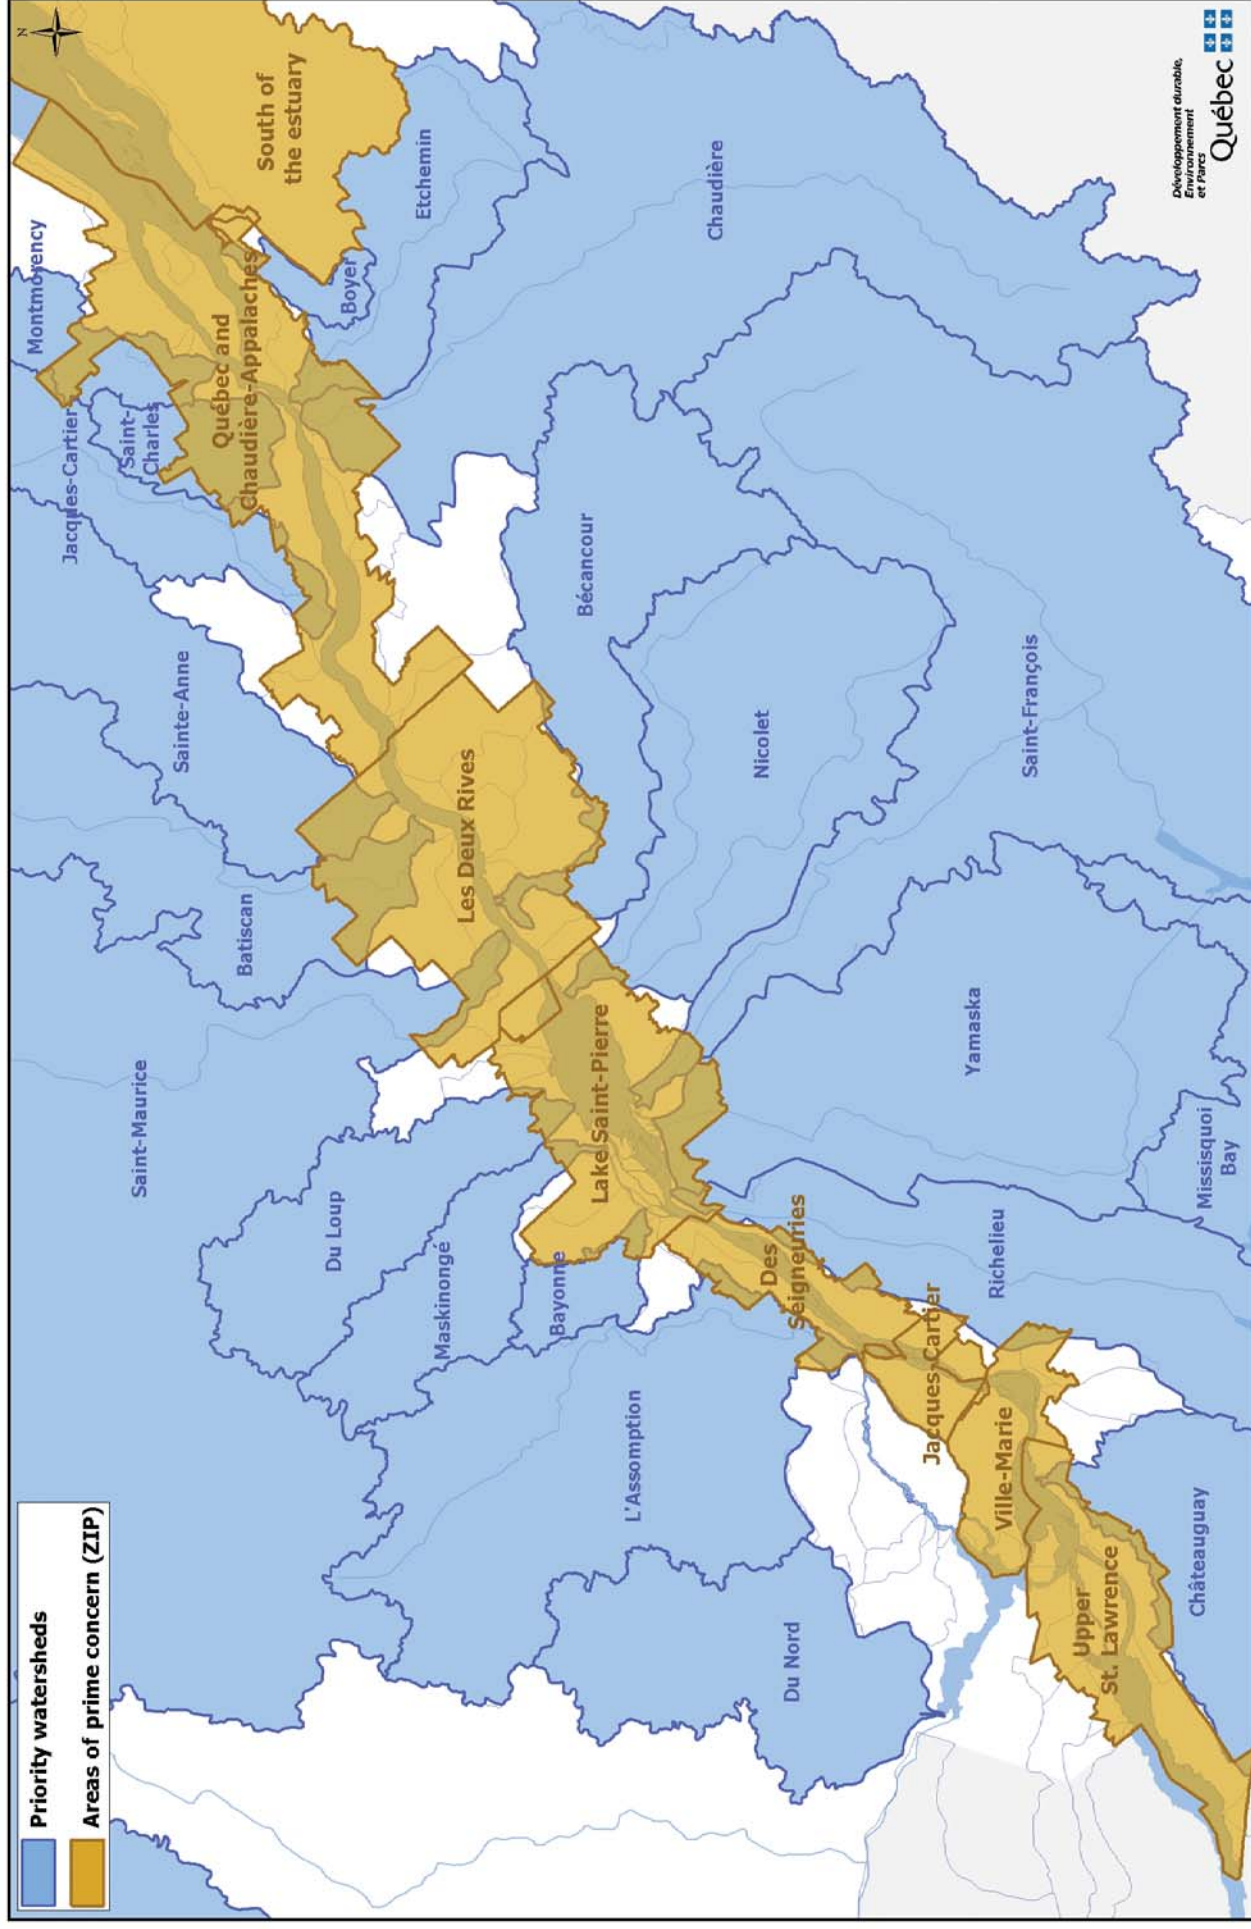 Priority watersheds
Areas of prime concern (ZIP)
N
Montmorency
Jacques-Cartier
Saint-
Charles
Québec and
Chaudière-Appalaches
South of
the estuary
Etchemin
Boyer
Chaudière
Sainte-Anne
Batiscan
Saint-Maurice
Les Deux Rives
Bécancour
Nicolet
Saint-François
Du Loup
Maskinongé
Bayonne
Lake Saint-Pierre
Yamaska
Missisquoi
Bay
Richelieu
L'Assomption
Des
Seigneuries
Jacques-Cartier
Ville-Marie
Du Nord
Upper
St. Lawrence
Châteauguay
Développement durable,
Environnement
et Parcs
Québec